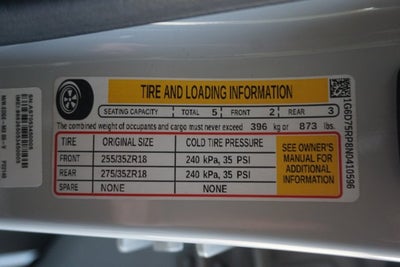 TIRE AND LOADING INFORMATION
SEATING CAPACITY TOTAL 5 FRONT 2 REAR 3
The combined weight of occupants and cargo must never exceed 396 kg or 873 lbs.
TIRE ORIGINAL SIZE COLD TIRE PRESSURE
FRONT 255/35ZR18 240 kPa, 35 PSI
REAR 275/35ZR18 240 kPa, 35 PSI
SPARE NONE NONE
SEE OWNER'S
MANUAL FOR
ADDITIONAL
INFORMATION
1G6D75RP8N0410596